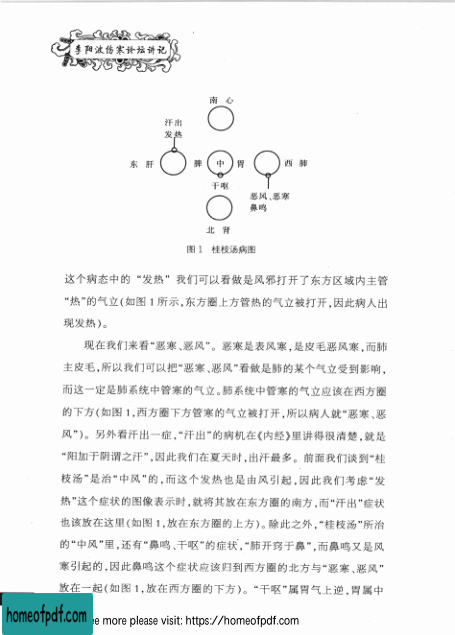 李阳波伤寒论坛讲记
南 心
汗出
发热
东 肝 脾 中 胃 西 肺
干呕
恶风、恶寒
鼻鸣
北 肾
图 1 桂枝汤病图
这个病态中的“发热”我们可以看做是风邪打开了东方区域内主管
“热”的气立(如图 1 所示,东方圈上方管热的气立被打开,因此病人出
现发热)。
现在我们来看“恶寒、恶风”。恶寒是表风寒,是皮毛恶风寒,而肺
主皮毛,所以我们可以把“恶寒、恶风”看做是肺的某个气立受到影响,
而这一定是肺系统中管寒的气立。肺系统中管寒的气立应该在西方圈
的下方(如图 1,西方圈下方管寒的气立被打开,所以病人就“恶寒、恶
风”)。另外看汗出一症,“汗出”的病机在《内经》里讲得很清楚,就是
“阳加于阴谓之汗”,因此我们在夏天时,出汗最多。前面我们谈到“桂
枝汤”是治“中风”的,而这个发热也是由风引起,因此我们考虑“发
热”这个症状的图像表示时,就将其放在东方圈的南方,而“汗出”症状
也该放在这里(如图 1,放在东方圈的上方)。除此之外,“桂枝汤”所治
的“中风”里,还有“鼻鸣、干呕”的症状,“肺开窍于鼻”,而鼻鸣又是风
寒引起的,因此鼻鸣这个症状应该归到西方圈的北方与“恶寒、恶风”
放在一起(如图 1,放在西方圈的下方)。“干呕”属胃气上逆,胃属中
homeofpdf.com
ee more please visit: https://homeofpdf.com